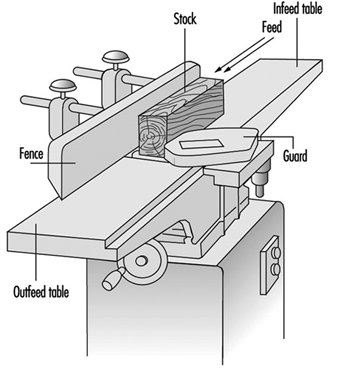 Infeed table
Stock
Feed
Fence
Guard
Outfeed table